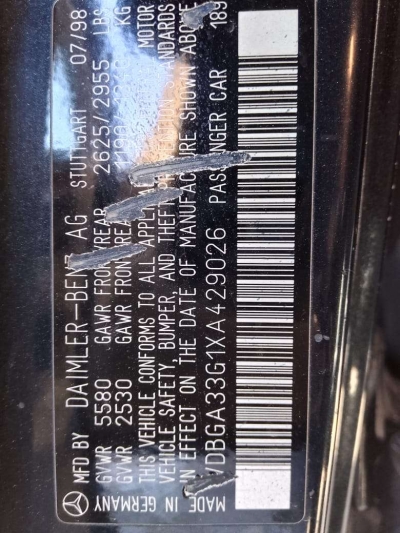 MFD BY DAIMLER-BENZ AG STUTTGART 07/98
GVWR 5580 GAWR FRONT/REAR 2625/2955 LBS
GVWR 2530 GAWR FRONT/REAR KG
THIS VEHICLE CONFORMS TO ALL MOTOR
VEHICLE SAFETY, BUMPER, AND THEFT STANDARDS
IN EFFECT ON THE DATE OF MANUFACTURE SHOWN ABOVE
WDBGA33G1XA429026 PASSENGER CAR 189
MADE IN GERMANY